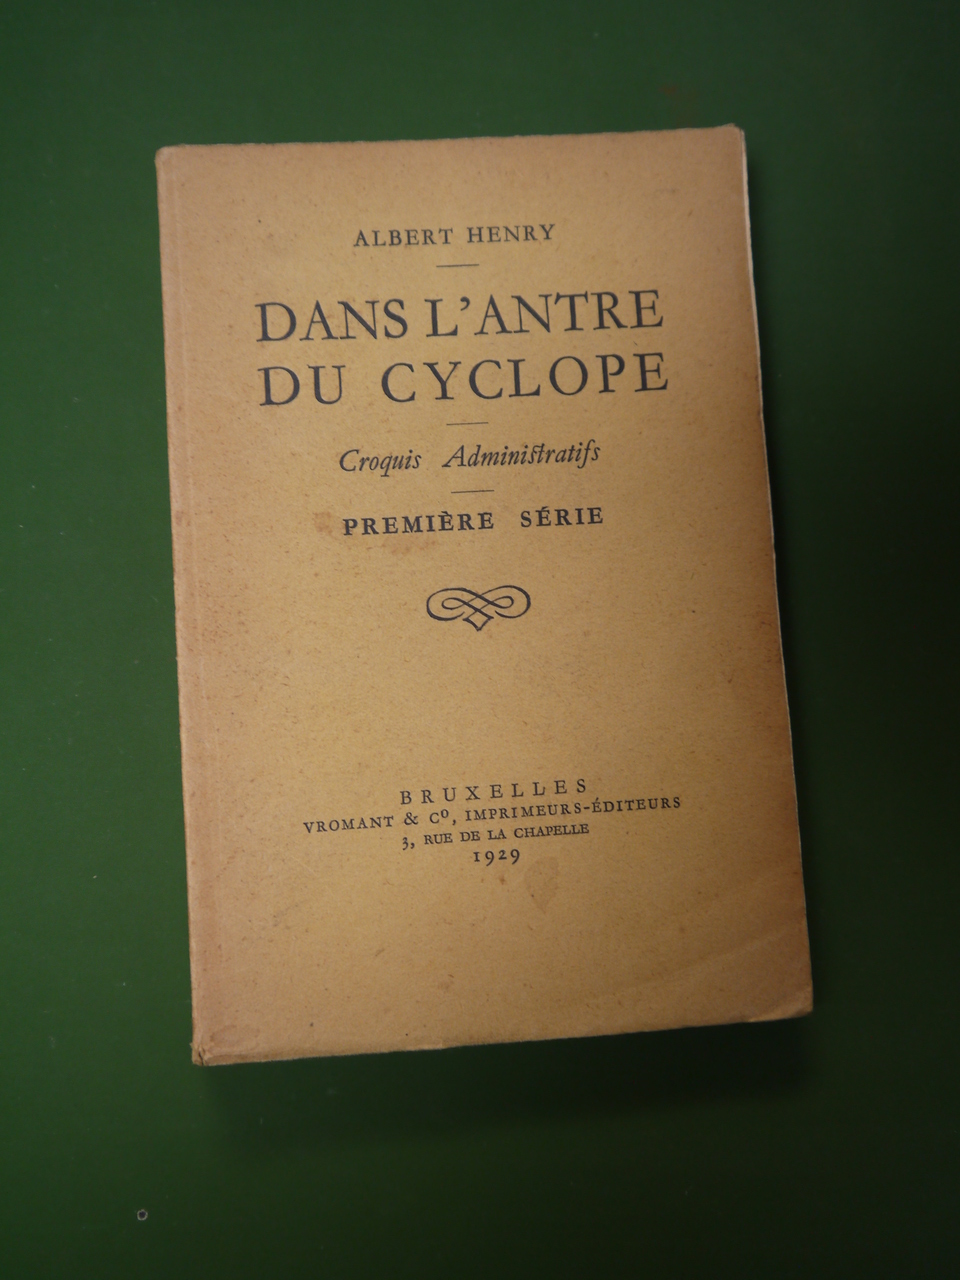 ALBERT HENRY
DANS L'ANTRE
DU CYCLOPE
Croquis Administratifs
PREMIÈRE SÉRIE
BRUXELLES
VROMANT & Cº, IMPRIMEURS-ÉDITEURS
3, RUE DE LA CHAPELLE
1929